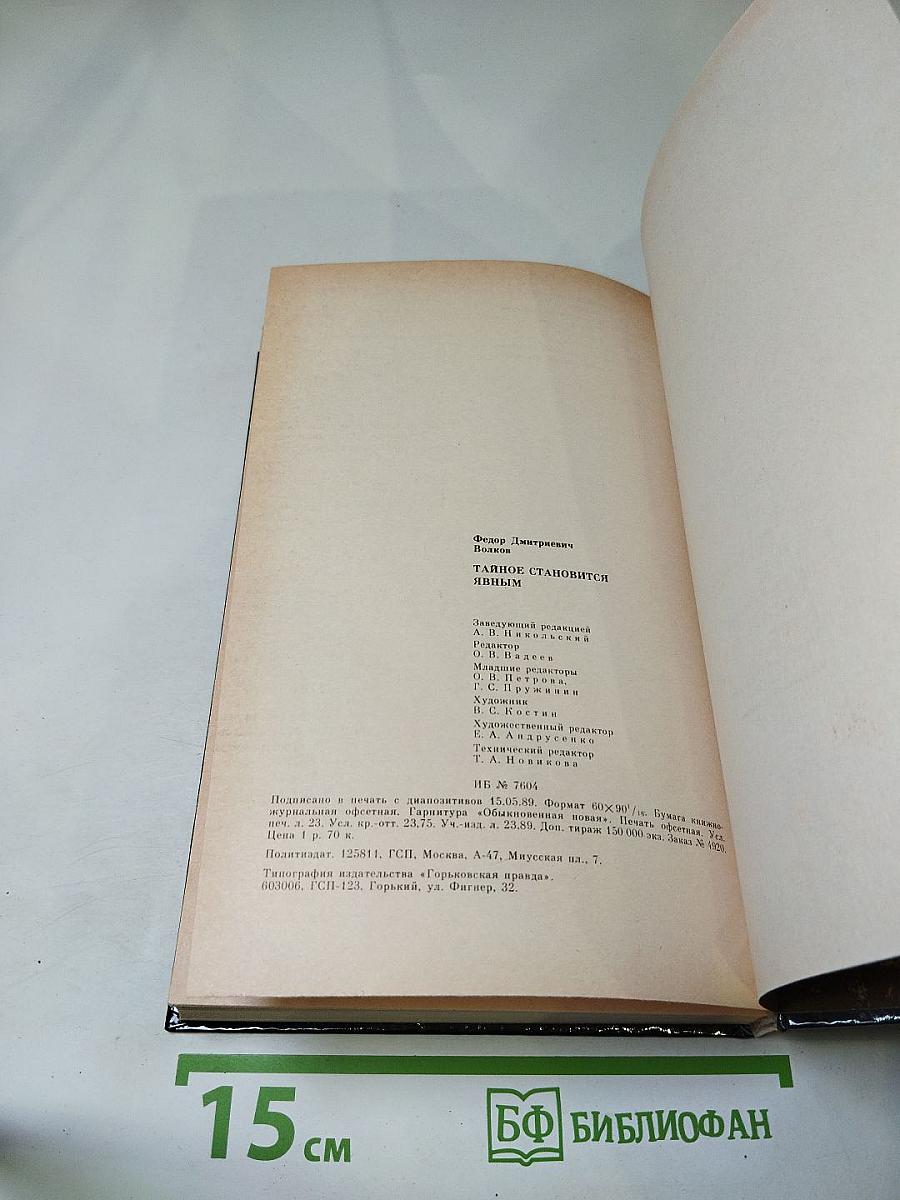 Федор Дмитриевич
Волков
ТАЙНОЕ СТАНОВИТСЯ
ЯВНЫМ
Заведующий редакцией
А. В. Никольский
Редактор
О. В. Вадеев
Младшие редакторы
О. В. Петрова,
Г. С. Пружинин
Художник
В. С. Костин
Художественный редактор
Е. А. Андрусенко
Технический редактор
Т. А. Новикова
ИБ № 7604
Подписано в печать с диапозитивов 15.05.89. Формат 60×90 1/16. Бумага книжно-
журнальная офсетная. Гарнитура «Обыкновенная новая». Печать офсетная. Усл.
печ. л. 23. Усл. кр.-отт. 23,75. Уч.-изд. л. 23,89. Доп. тираж 150 000 экз. Заказ № 4920.
Цена 1 р. 70 к.
Политиздат. 125811, ГСП, Москва, А-47, Миусская пл., 7.
Типография издательства «Горьковская правда».
603006, ГСП-123, Горький, ул. Фигнер, 32.
15 см
БФ БИБЛИОФАН